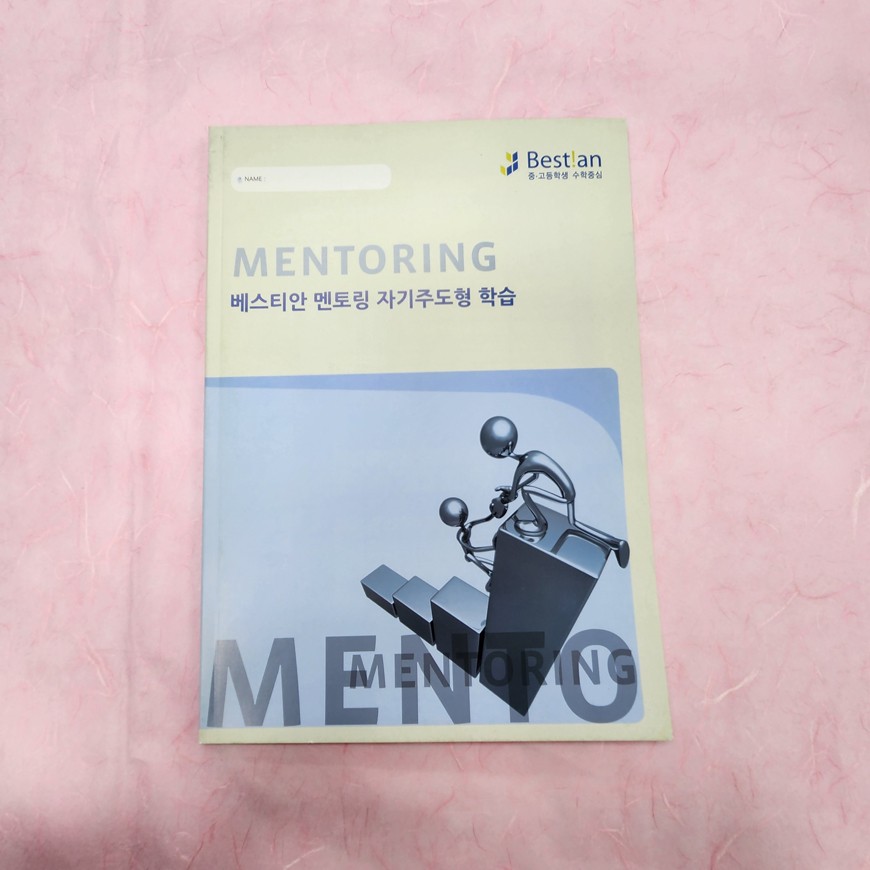 NAME :
Best!an
중·고등학생 수학중심
MENTORING
베스티안 멘토링 자기주도형 학습
MENTO
MENTORING